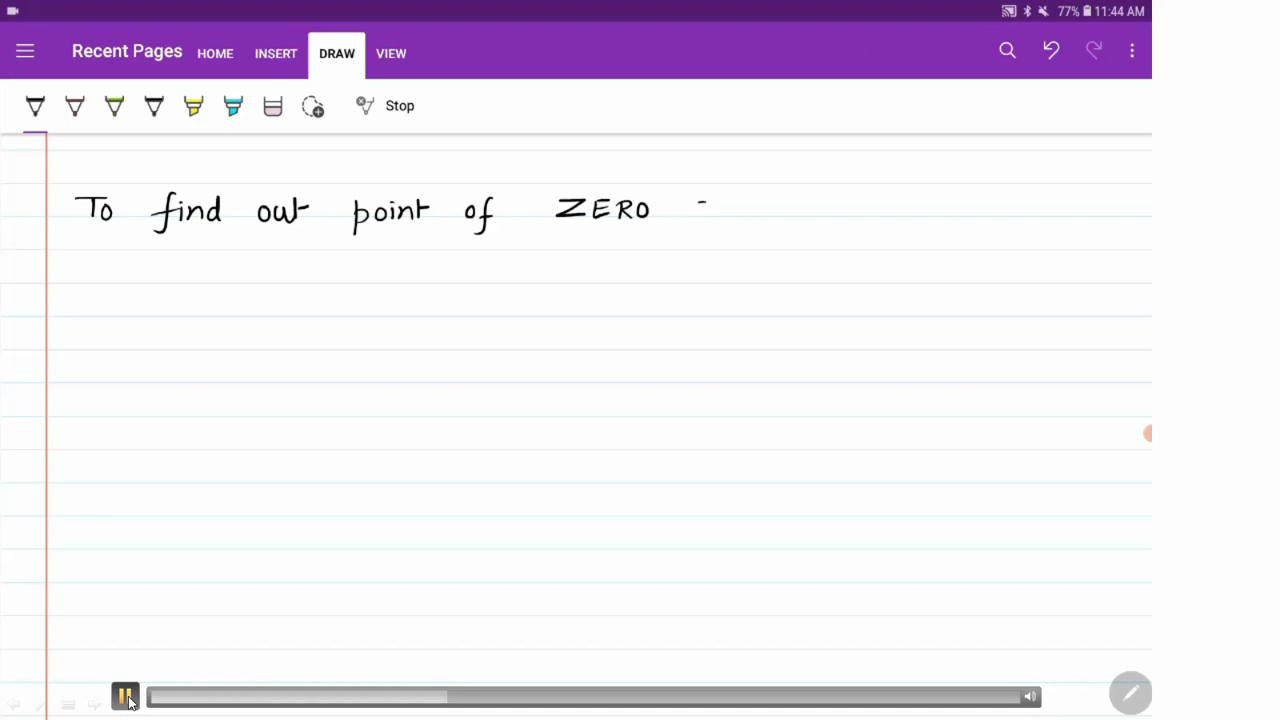 77% 11:44 AM
Recent Pages HOME INSERT DRAW VIEW
Stop
To find out point of ZERO